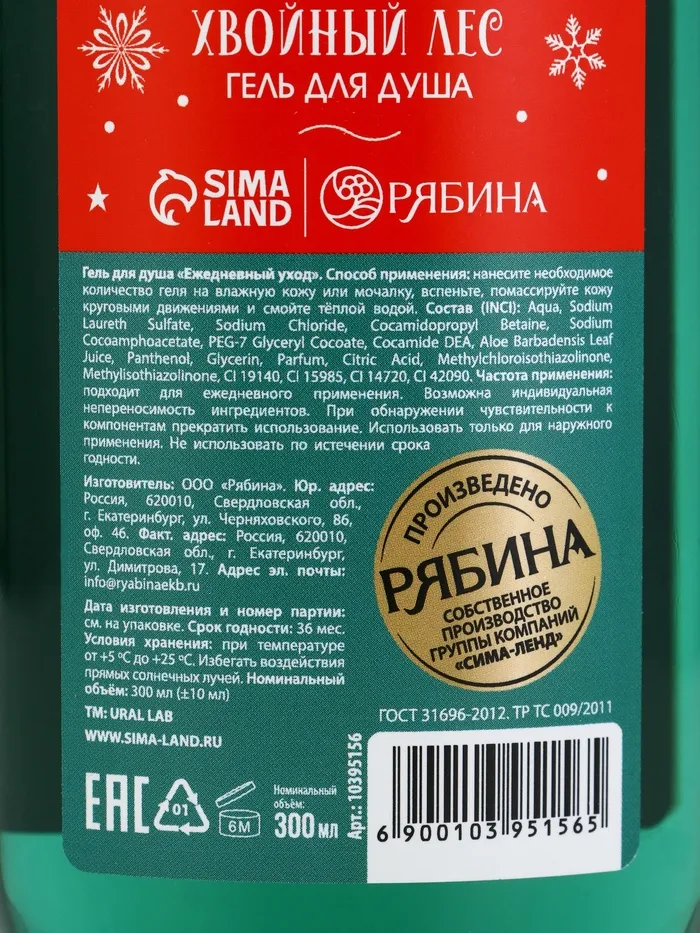 ХВОЙНЫЙ ЛЕС
ГЕЛЬ ДЛЯ ДУША
SIMA LAND
РЯБИНА
Гель для душа «Ежедневный уход». Способ применения: нанесите необходимое
количество геля на влажную кожу или мочалку, вспеньте, помассируйте кожу
круговыми движениями и смойте тёплой водой. Состав (INCI): Aqua, Sodium
Laureth Sulfate, Sodium Chloride, Cocamidopropyl Betaine, Sodium
Cocoamphoacetate, PEG-7 Glyceryl Cocoate, Cocamide DEA, Aloe Barbadensis Leaf
Juice, Panthenol, Glycerin, Parfum, Citric Acid, Methylchloroisothiazolinone,
Methylisothiazolinone, CI 19140, CI 15985, CI 14720, CI 42090. Частота применения:
подходит для ежедневного применения. Возможна индивидуальная
непереносимость ингредиентов. При обнаружении чувствительности к
компонентам прекратить использование. Использовать только для наружного
применения. Не использовать по истечении срока
годности.
Изготовитель: ООО «Рябина». Юр. адрес:
Россия, 620010, Свердловская обл.,
г. Екатеринбург, ул. Черняховского, 86,
оф. 46. Факт. адрес: Россия, 620010,
Свердловская обл., г. Екатеринбург,
ул. Димитрова, 17. Адрес эл. почты:
info@ryabinaekb.ru
Дата изготовления и номер партии:
см. на упаковке. Срок годности: 36 мес.
Условия хранения: при температуре
от +5 ºС до +25 ºС. Избегать воздействия
прямых солнечных лучей. Номинальный
объём: 300 мл (±10 мл)
ТМ: URAL LAB
WWW.SIMA-LAND.RU
ПРОИЗВЕДЕНО
РЯБИНА
СОБСТВЕННОЕ
ПРОИЗВОДСТВО
ГРУППЫ КОМПАНИЙ
«СИМА-ЛЕНД»
ГОСТ 31696-2012. ТР ТС 009/2011
EAC
01
6M
Номинальный
объём:
300 мл
Арт.: 10395156
6 900103 951565